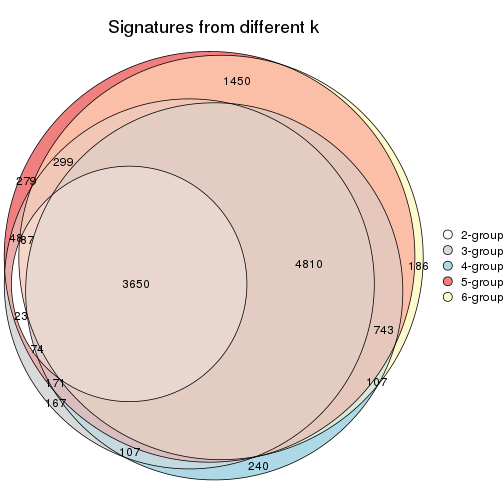 Signatures from different k
1450
299
279
48
87
4810
186
3650
23
743
74
171
107
167
107
240
2-group
3-group
4-group
5-group
6-group